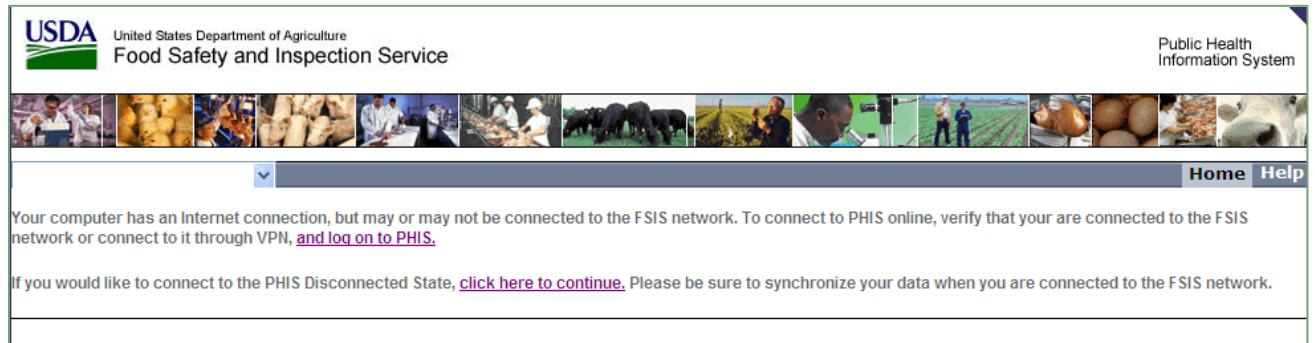 USDA
United States Department of Agriculture
Food Safety and Inspection Service
Public Health
Information System
Home Help
Your computer has an Internet connection, but may or may not be connected to the FSIS network. To connect to PHIS online, verify that your are connected to the FSIS
network or connect to it through VPN, and log on to PHIS.
If you would like to connect to the PHIS Disconnected State, click here to continue. Please be sure to synchronize your data when you are connected to the FSIS network.